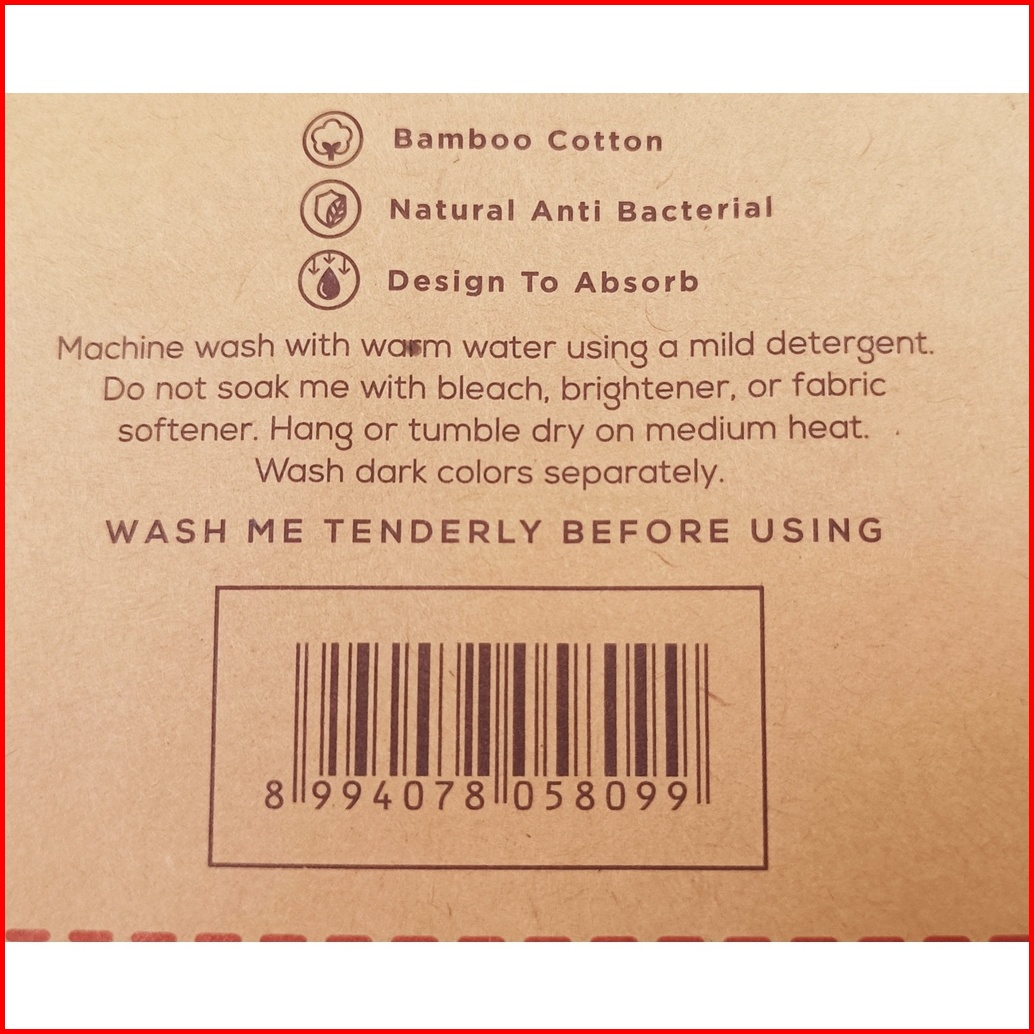 Bamboo Cotton
Natural Anti Bacterial
Design To Absorb
Machine wash with warm water using a mild detergent.
Do not soak me with bleach, brightener, or fabric
softener. Hang or tumble dry on medium heat.
Wash dark colors separately.
WASH ME TENDERLY BEFORE USING
8 994078 058099